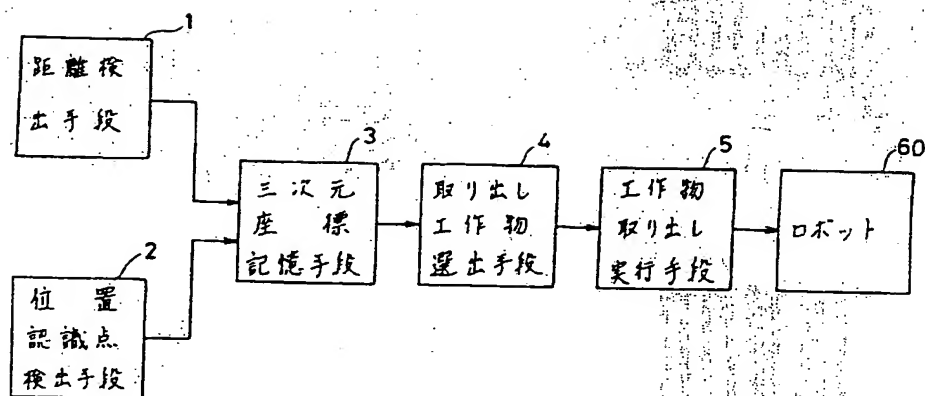 1
距離検
出手段
2
位置
認識点
検出手段
3
三次元
座標
記憶手段
4
取り出し
工作物
選出手段
5
工作物
取り出し
実行手段
60
ロボット